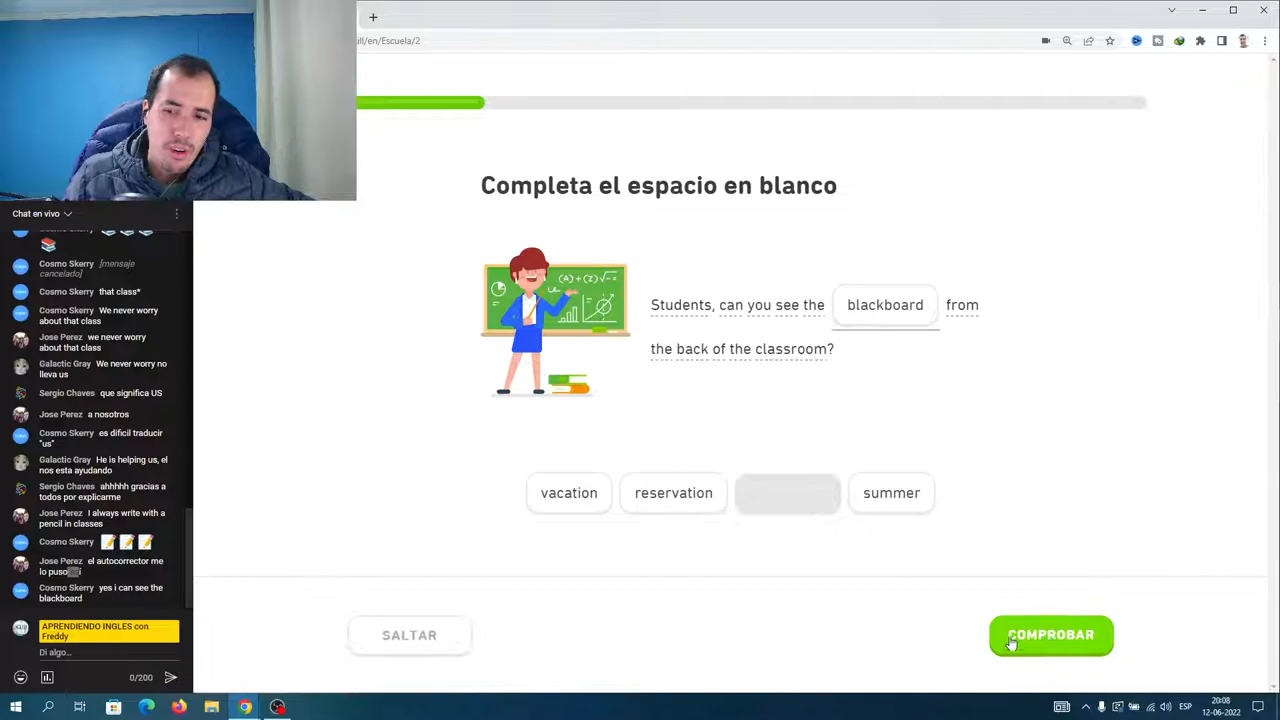 ill/en/Escuela/2
Completa el espacio en blanco
(A)+(Z)√-=
Students, can you see the blackboard from
the back of the classroom?
vacation reservation summer
SALTAR
COMPROBAR
Chat en vivo
Cosmo Skerry
Cosmo Skerry [mensaje
cancelado]
Cosmo Skerry that class*
Cosmo Skerry We never worry
about that class
Jose Perez we never worry
about that class
Galactic Gray We never worry no
lleva us
Sergio Chaves que significa US
Jose Perez a nosotros
Cosmo Skerry es dificil traducir
"us"
Galactic Gray He is helping us, el
nos esta ayudando
Sergio Chaves ahhhhh gracias a
todos por explicarme
Jose Perez I always write with a
pencil in classes
Cosmo Skerry
Jose Perez el autocorrector me
lo puso
Cosmo Skerry yes i can see the
blackboard
APRENDIENDO INGLES con
Freddy
Di algo...
0/200
ESP
20:08
12-06-2022